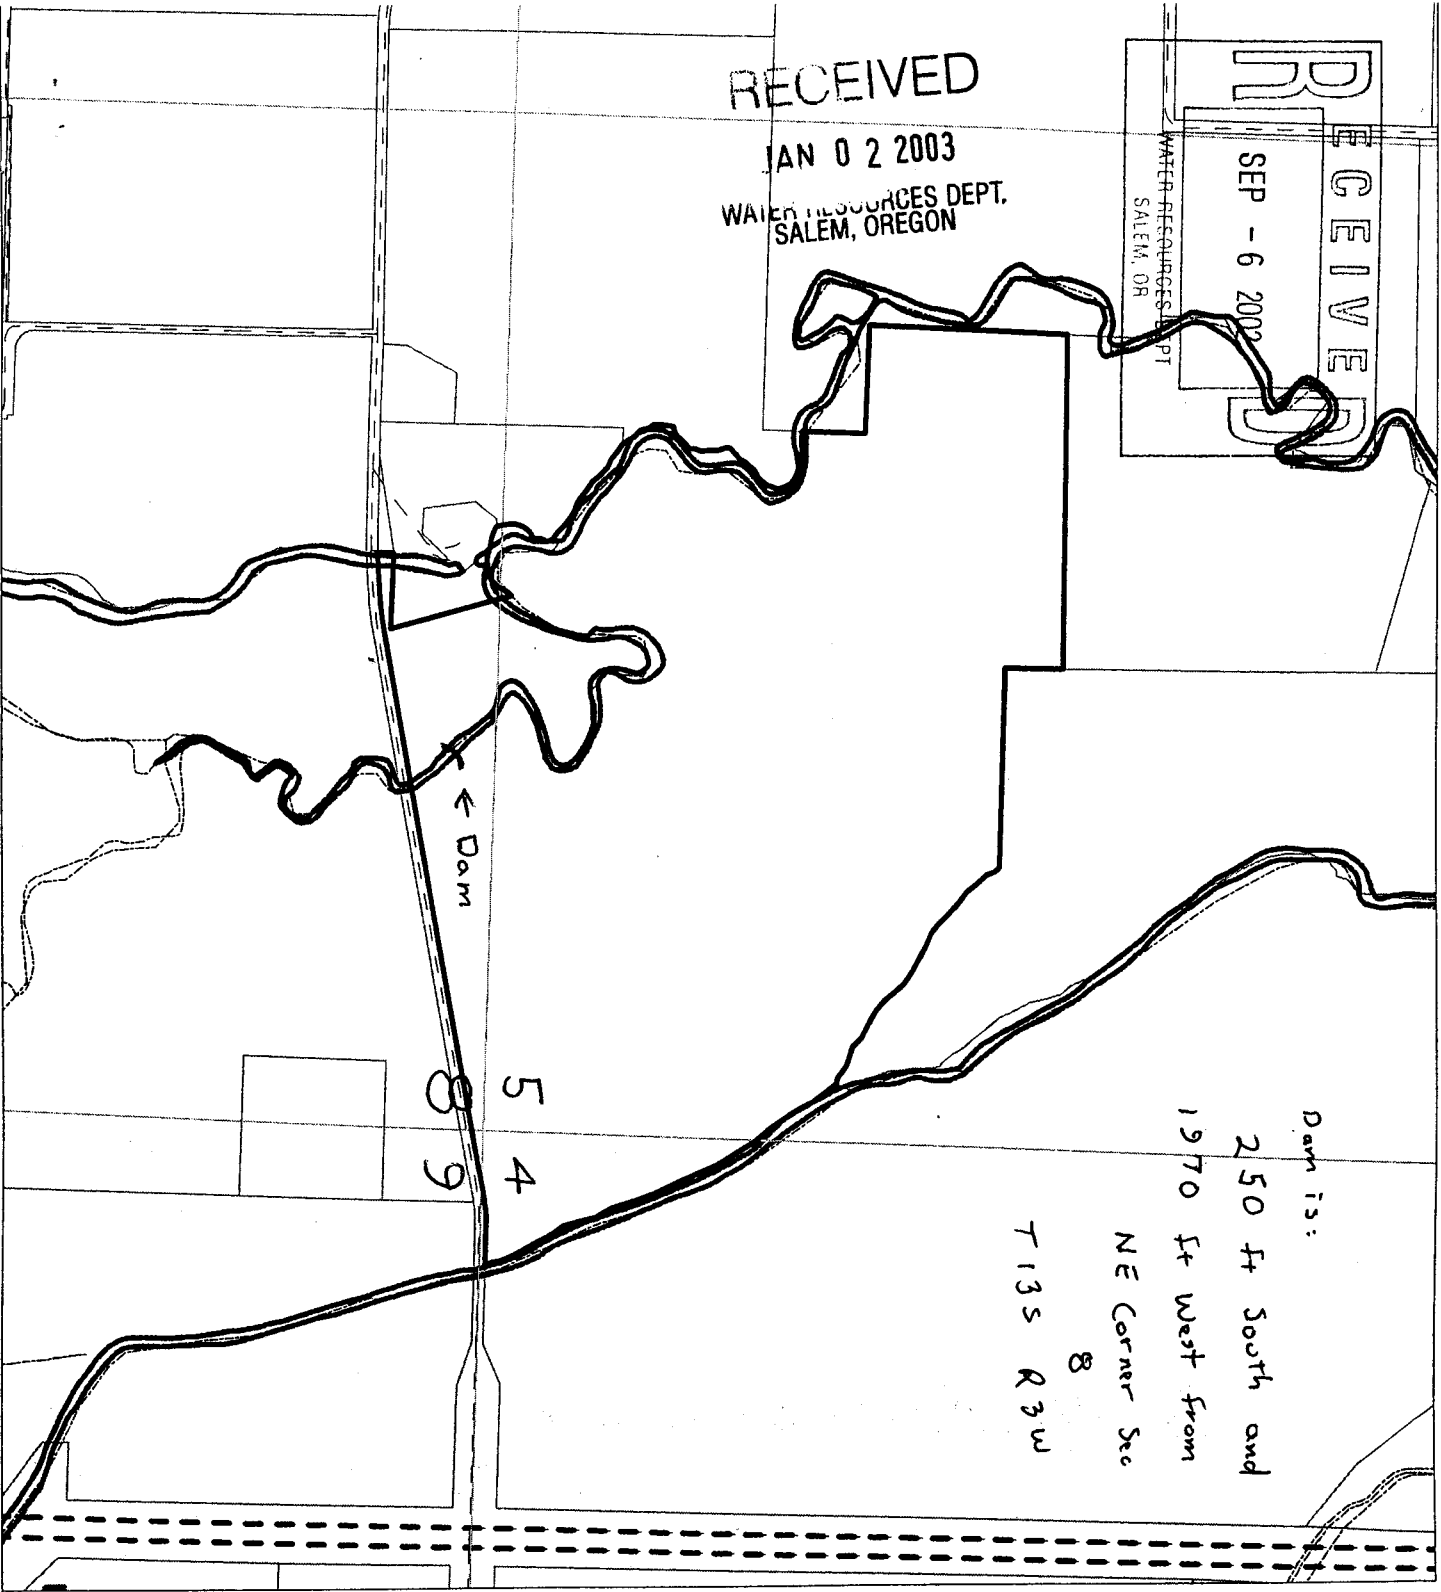 RECEIVED
JAN 0 2 2003
WATER RESOURCES DEPT.
SALEM, OREGON
RECEIVED
SEP - 6 2002
WATER RESOURCES DEPT
SALEM, OR
← Dam
5 4
8 9
Dam is:
250 ft South and
1970 ft West from
NE Corner Sec
8
T13S R3W